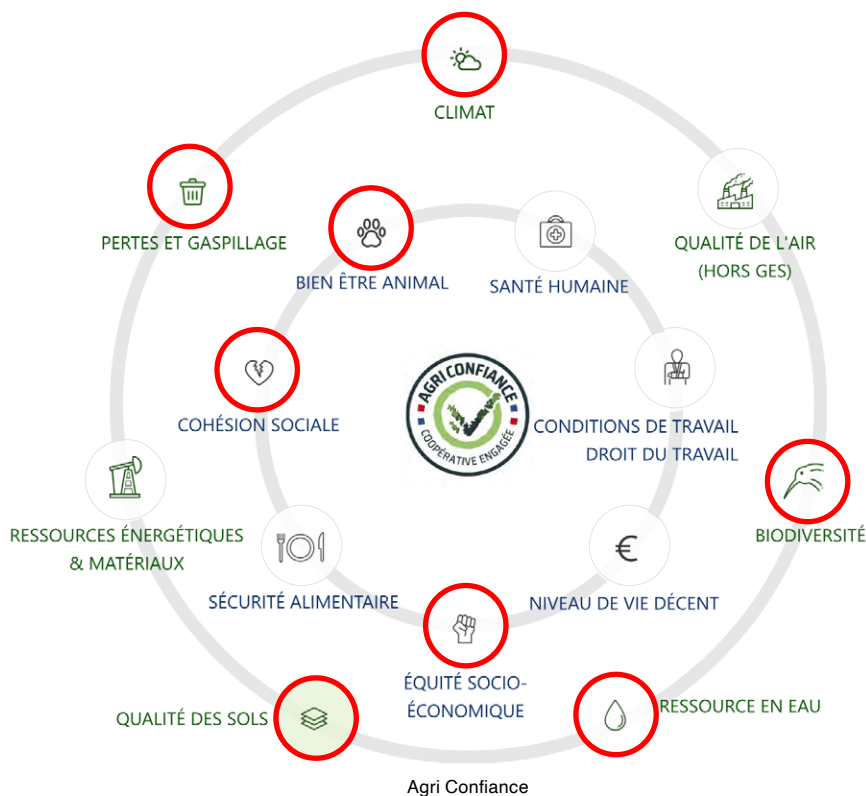 CLIMAT
PERTES ET GASPILLAGE
QUALITÉ DE L'AIR
(HORS GES)
BIEN ÊTRE ANIMAL
SANTÉ HUMAINE
AGRI CONFIANCE
COOPÉRATIVE ENGAGÉE
COHÉSION SOCIALE
CONDITIONS DE TRAVAIL
DROIT DU TRAVAIL
RESSOURCES ÉNERGÉTIQUES
& MATÉRIAUX
BIODIVERSITÉ
€
SÉCURITÉ ALIMENTAIRE
NIVEAU DE VIE DÉCENT
ÉQUITÉ SOCIO-
ÉCONOMIQUE
QUALITÉ DES SOLS
RESSOURCE EN EAU
Agri Confiance